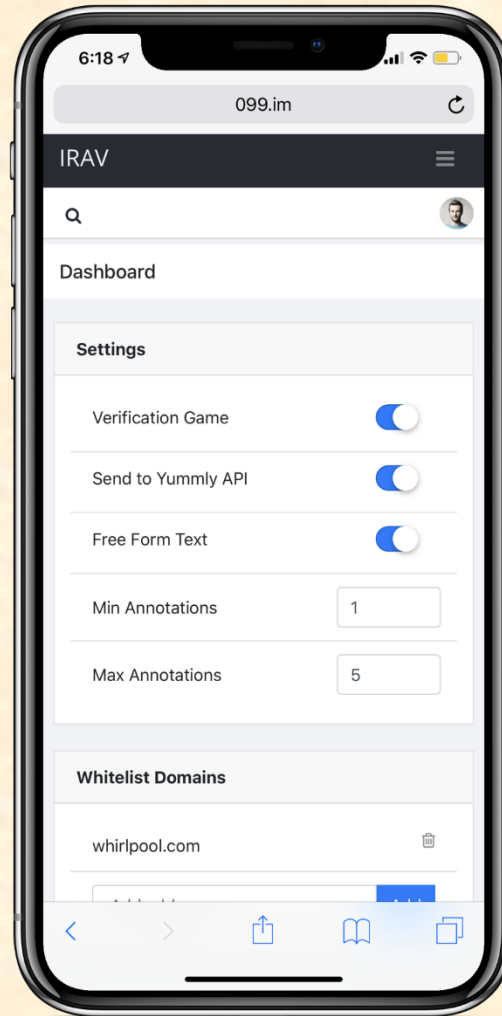 6:18
099.im
IRAV
Dashboard
Settings
Verification Game
Send to Yummly API
Free Form Text
Min Annotations 1
Max Annotations 5
Whitelist Domains
whirlpool.com